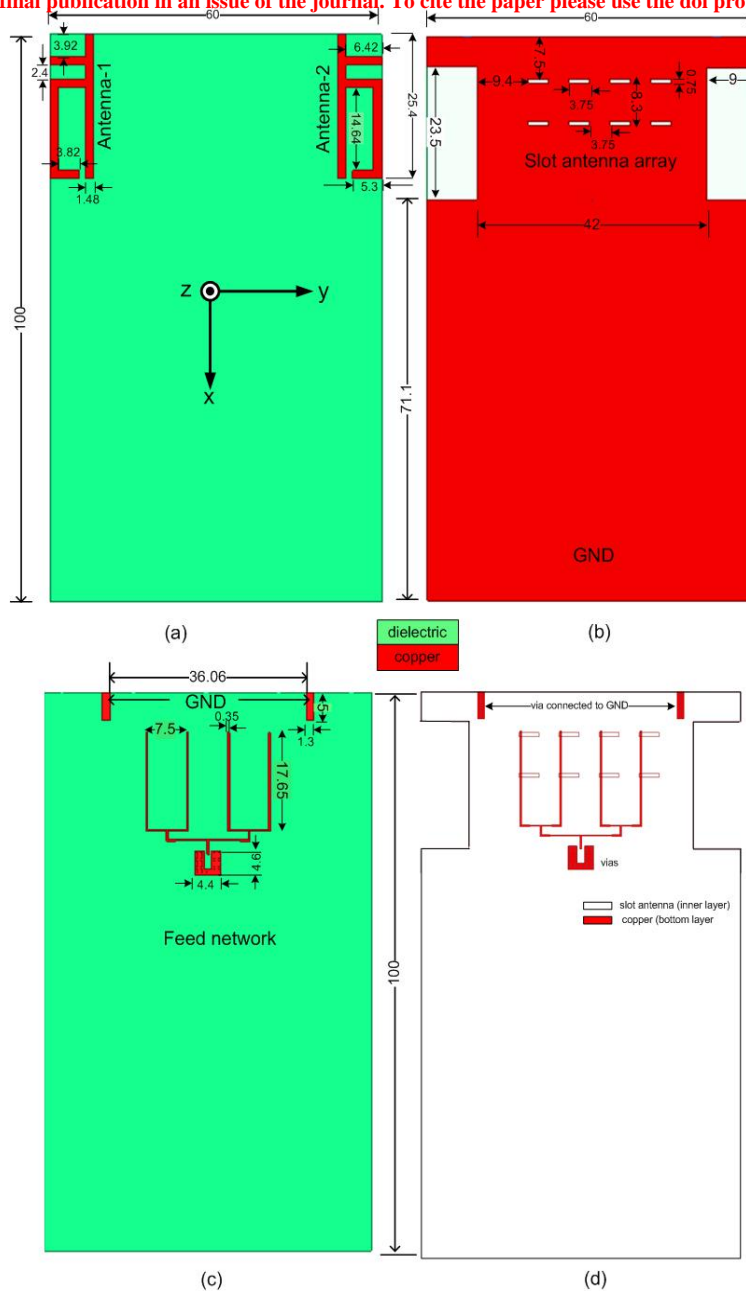 final publication in an issue of the journal. To cite the paper please use the doi pro
60
3.92
6.42
2.4
Antenna-1
Antenna-2
25.4
14.64
3.82
1.48
5.3
100
z
y
x
(a)
60
7.5
9.4
3.75
8.3
0.75
9
23.5
3.75
Slot antenna array
42
71.1
GND
(b)
dielectric
copper
36.06
GND
5
0.35
1.3
7.5
17.65
4.6
4.4
Feed network
(c)
100
via connected to GND
vias
slot antenna (inner layer)
copper (bottom layer
(d)